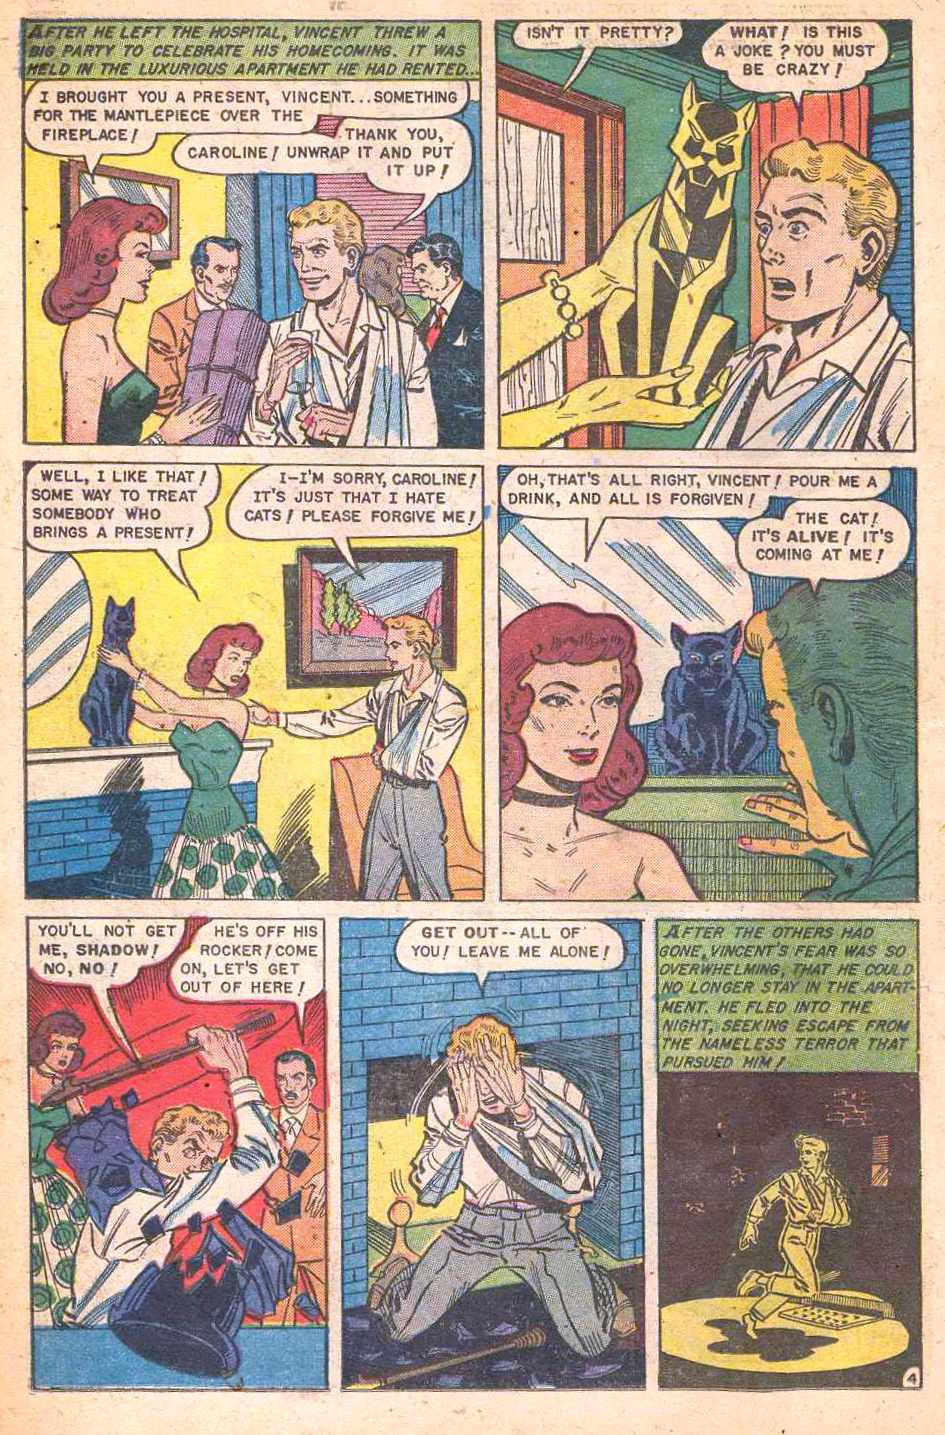 AFTER HE LEFT THE HOSPITAL, VINCENT THREW A
BIG PARTY TO CELEBRATE HIS HOMECOMING. IT WAS
HELD IN THE LUXURIOUS APARTMENT HE HAD RENTED...
I BROUGHT YOU A PRESENT, VINCENT...SOMETHING
FOR THE MANTLEPIECE OVER THE
FIREPLACE!
THANK YOU,
CAROLINE! UNWRAP IT AND PUT
IT UP!
ISN'T IT PRETTY?
WHAT! IS THIS
A JOKE? YOU MUST
BE CRAZY!
WELL, I LIKE THAT!
SOME WAY TO TREAT
SOMEBODY WHO
BRINGS A PRESENT!
I-I'M SORRY, CAROLINE!
IT'S JUST THAT I HATE
CATS! PLEASE FORGIVE ME!
OH, THAT'S ALL RIGHT, VINCENT! POUR ME A
DRINK, AND ALL IS FORGIVEN!
THE CAT!
IT'S ALIVE! IT'S
COMING AT ME!
YOU'LL NOT GET
ME, SHADOW!
NO, NO!
HE'S OFF HIS
ROCKER! COME
ON, LET'S GET
OUT OF HERE!
GET OUT--ALL OF
YOU! LEAVE ME ALONE!
AFTER THE OTHERS HAD
GONE, VINCENT'S FEAR WAS SO
OVERWHELMING, THAT HE COULD
NO LONGER STAY IN THE APART-
MENT. HE FLED INTO THE
NIGHT, SEEKING ESCAPE FROM
THE NAMELESS TERROR THAT
PURSUED HIM!
4